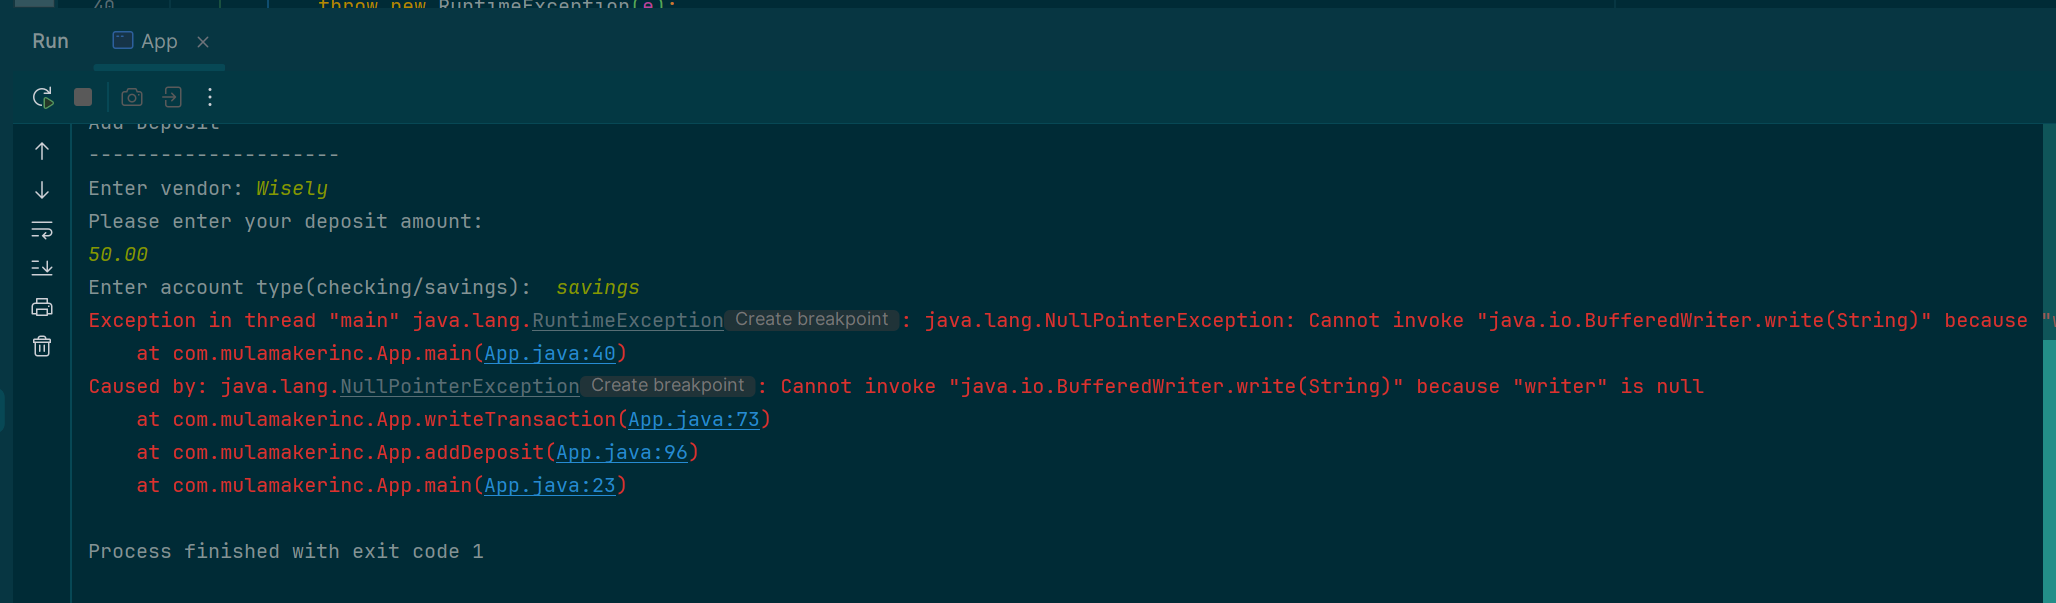 40 throw new RuntimeException(e);
Run App
Add Deposit
---------------------
Enter vendor: Wisely
Please enter your deposit amount:
50.00
Enter account type(checking/savings):  savings
Exception in thread "main" java.lang.RuntimeException Create breakpoint : java.lang.NullPointerException: Cannot invoke "java.io.BufferedWriter.write(String)" because "w
at com.mulamakerinc.App.main(App.java:40)
Caused by: java.lang.NullPointerException Create breakpoint : Cannot invoke "java.io.BufferedWriter.write(String)" because "writer" is null
at com.mulamakerinc.App.writeTransaction(App.java:73)
at com.mulamakerinc.App.addDeposit(App.java:96)
at com.mulamakerinc.App.main(App.java:23)
Process finished with exit code 1